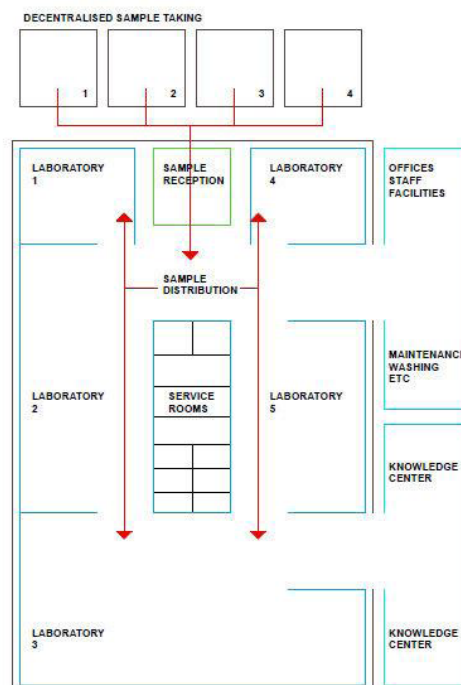 DECENTRALISED SAMPLE TAKING
1
2
3
4
LABORATORY
1
SAMPLE
RECEPTION
LABORATORY
4
OFFICES
STAFF
FACILITIES
SAMPLE
DISTRIBUTION
LABORATORY
2
SERVICE
ROOMS
LABORATORY
5
MAINTENANCE
WASHING
ETC
KNOWLEDGE
CENTER
LABORATORY
3
KNOWLEDGE
CENTER